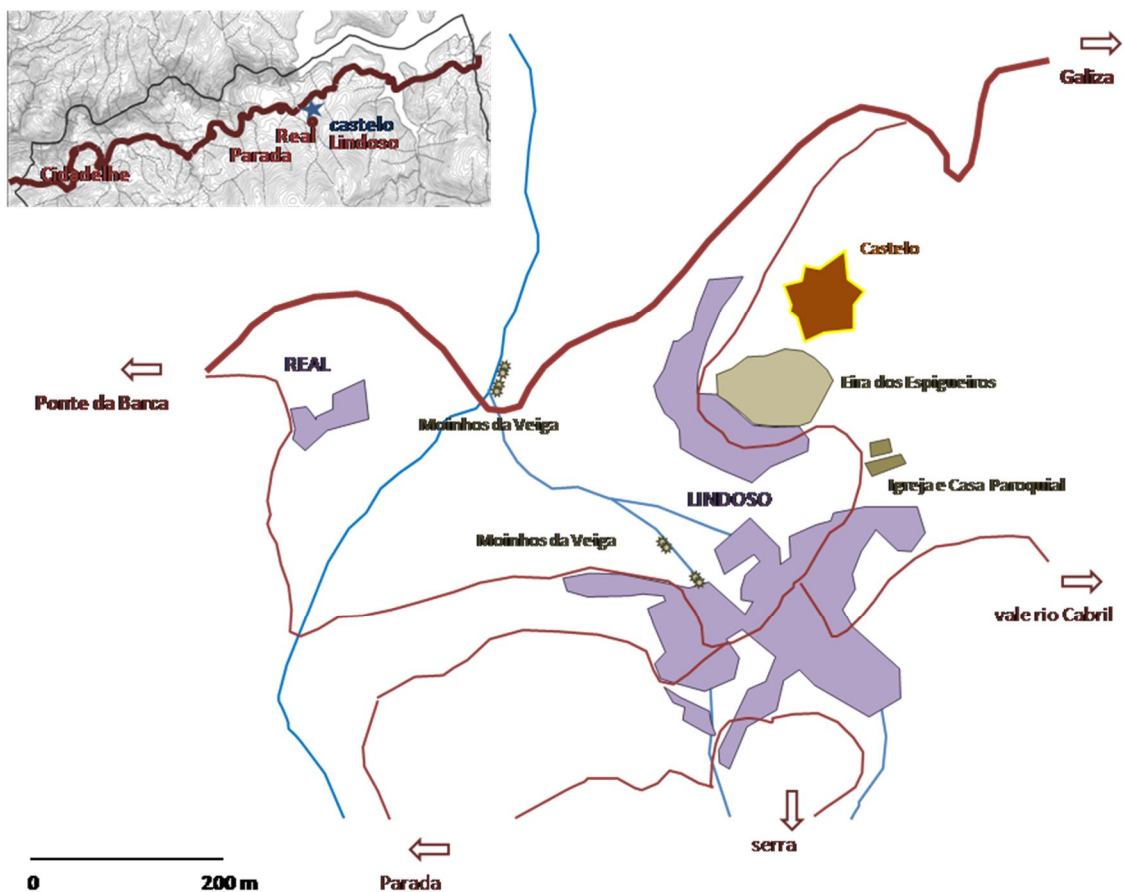 castelo
Real Lindoso
Parada
Cidadelhe
Galiza
Castelo
REAL
Ponte da Barca
Eira dos Espigueiros
Moinhos da Veiga
Igreja e Casa Paroquial
LINDOSO
Moinhos da Veiga
vale rio Cabril
serra
0 200 m
Parada